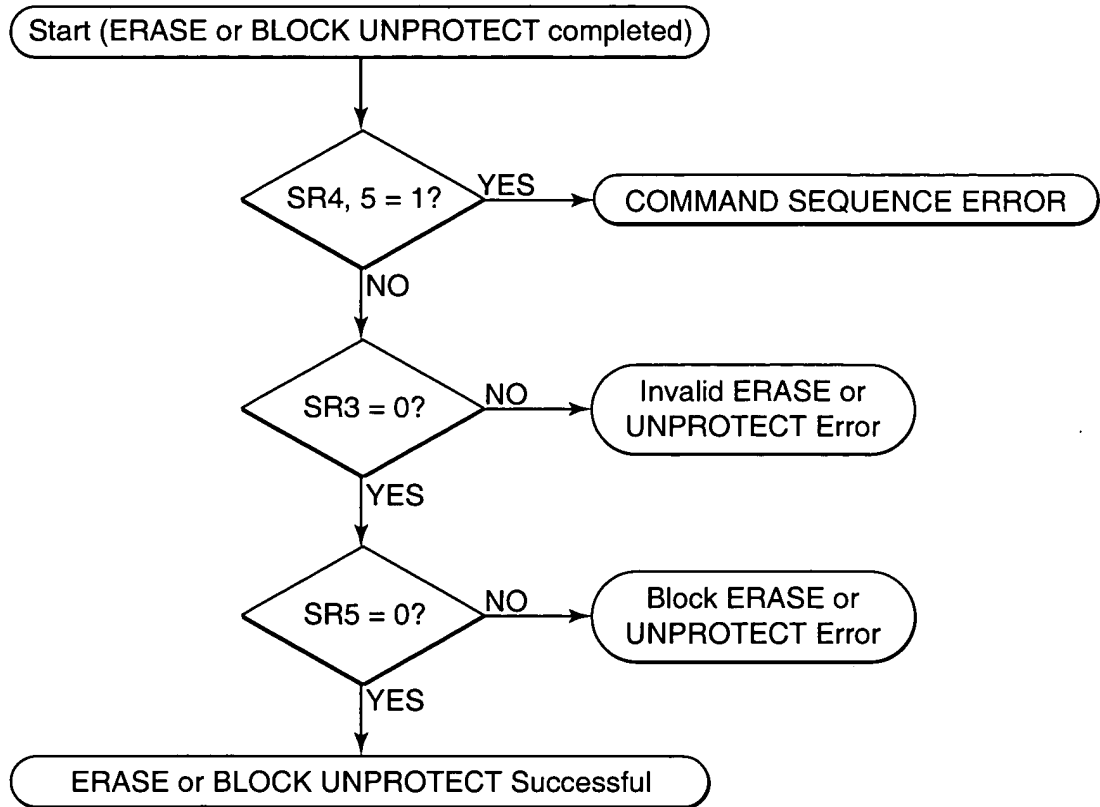 Start (ERASE or BLOCK UNPROTECT completed)
SR4, 5 = 1?
YES
COMMAND SEQUENCE ERROR
NO
SR3 = 0?
NO
Invalid ERASE or
UNPROTECT Error
YES
SR5 = 0?
NO
Block ERASE or
UNPROTECT Error
YES
ERASE or BLOCK UNPROTECT Successful